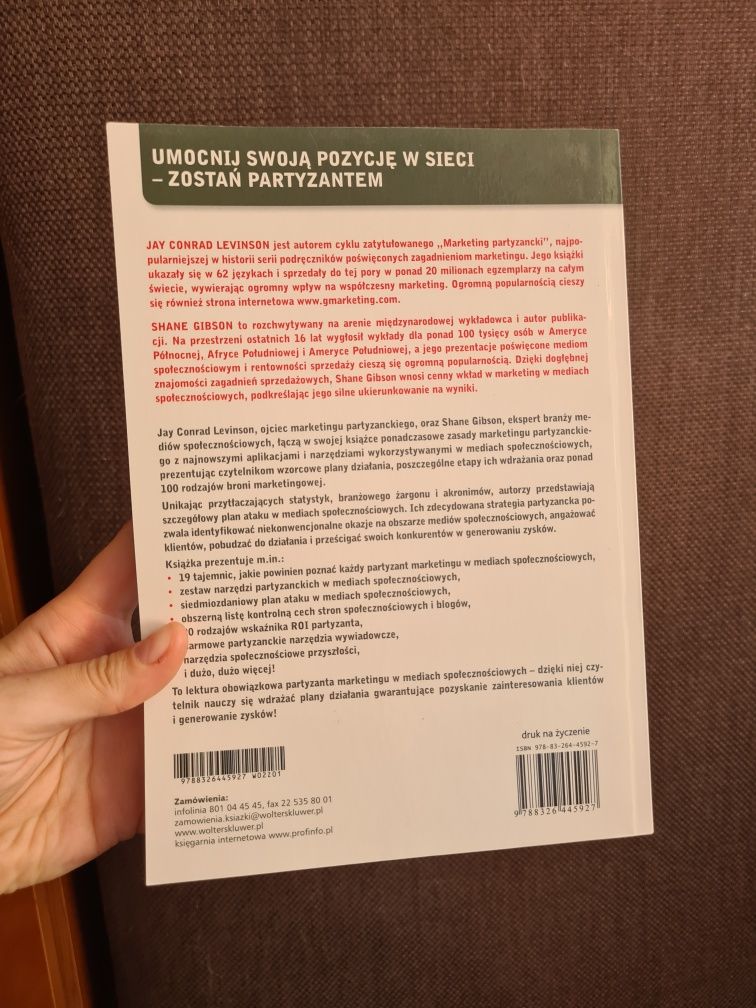 UMOCNIJ SWOJĄ POZYCJĘ W SIECI
– ZOSTAŃ PARTYZANTEM
JAY CONRAD LEVINSON jest autorem cyklu zatytułowanego „Marketing partyzancki”, najpo-
pularniejszej w historii serii podręczników poświęconych zagadnieniom marketingu. Jego książki
ukazały się w 62 językach i sprzedały do tej pory w ponad 20 milionach egzemplarzy na całym
świecie, wywierając ogromny wpływ na współczesny marketing. Ogromną popularnością cieszy
się również strona internetowa www.gmarketing.com.
SHANE GIBSON to rozchwytywany na arenie międzynarodowej wykładowca i autor publika-
cji. Na przestrzeni ostatnich 16 lat wygłosił wykłady dla ponad 100 tysięcy osób w Ameryce
Północnej, Afryce Południowej i Ameryce Południowej, a jego prezentacje poświęcone mediom
społecznościowym i rentowności sprzedaży cieszą się ogromną popularnością. Dzięki dogłębnej
znajomości zagadnień sprzedażowych, Shane Gibson wnosi cenny wkład w marketing w mediach
społecznościowych, podkreślając jego silne ukierunkowanie na wyniki.
Jay Conrad Levinson, ojciec marketingu partyzanckiego, oraz Shane Gibson, ekspert branży me-
diów społecznościowych, łączą w swojej książce ponadczasowe zasady marketingu partyzanckie-
go z najnowszymi aplikacjami i narzędziami wykorzystywanymi w mediach społecznościowych,
prezentując czytelnikom wzorcowe plany działania, poszczególne etapy ich wdrażania oraz ponad
100 rodzajów broni marketingowej.
Unikając przytłaczających statystyk, branżowego żargonu i akronimów, autorzy przedstawiają
szczegółowy plan ataku w mediach społecznościowych. Ich zdecydowana strategia partyzancka po-
zwala identyfikować niekonwencjonalne okazje na obszarze mediów społecznościowych, angażować
klientów, pobudzać do działania i prześcigać swoich konkurentów w generowaniu zysków.
Książka prezentuje m.in.:
• 19 tajemnic, jakie powinien poznać każdy partyzant marketingu w mediach społecznościowych,
• zestaw narzędzi partyzanckich w mediach społecznościowych,
• siedmiozdaniowy plan ataku w mediach społecznościowych,
• obszerną listę kontrolną cech stron społecznościowych i blogów,
0 rodzajów wskaźnika ROI partyzanta,
armowe partyzanckie narzędzia wywiadowcze,
narzędzia społecznościowe przyszłości,
i dużo, dużo więcej!
To lektura obowiązkowa partyzanta marketingu w mediach społecznościowych – dzięki niej czy-
telnik nauczy się wdrażać plany działania gwarantujące pozyskanie zainteresowania klientów
i generowanie zysków!
druk na życzenie
ISBN 978-83-264-4592-7
9788326445927 W02Z01
9 788326 445927
Zamówienia:
infolinia 801 04 45 45, fax 22 535 80 01
zamowienia.ksiazki@wolterskluwer.pl
www.wolterskluwer.pl
księgarnia internetowa www.profinfo.pl